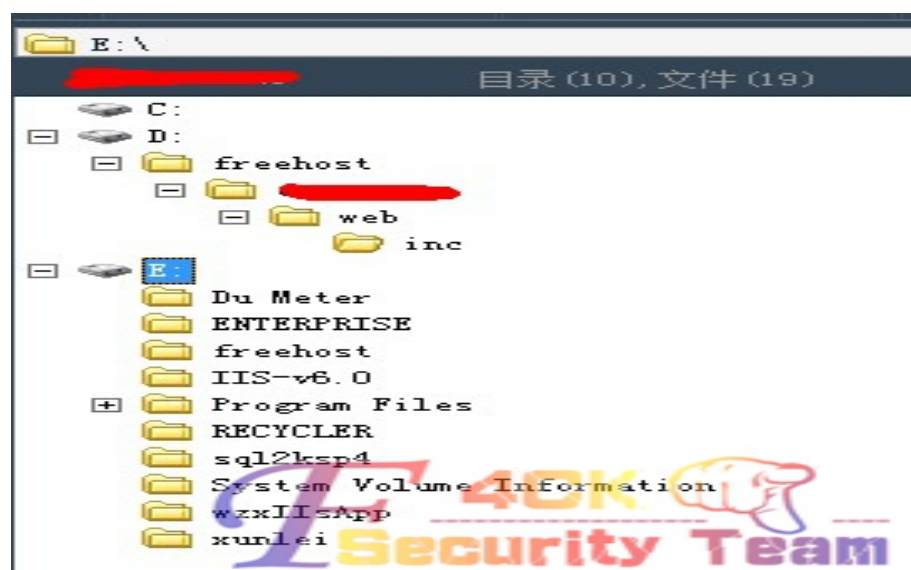 E:\
目录(10),文件(19)
C:
D:
freehost
web
inc
E:
Du Meter
ENTERPRISE
freehost
IIS-v6.0
Program Files
RECYCLER
sql2ksp4
System Volume Information
wzxIIsApp
xunlei
F4CK
Security Team